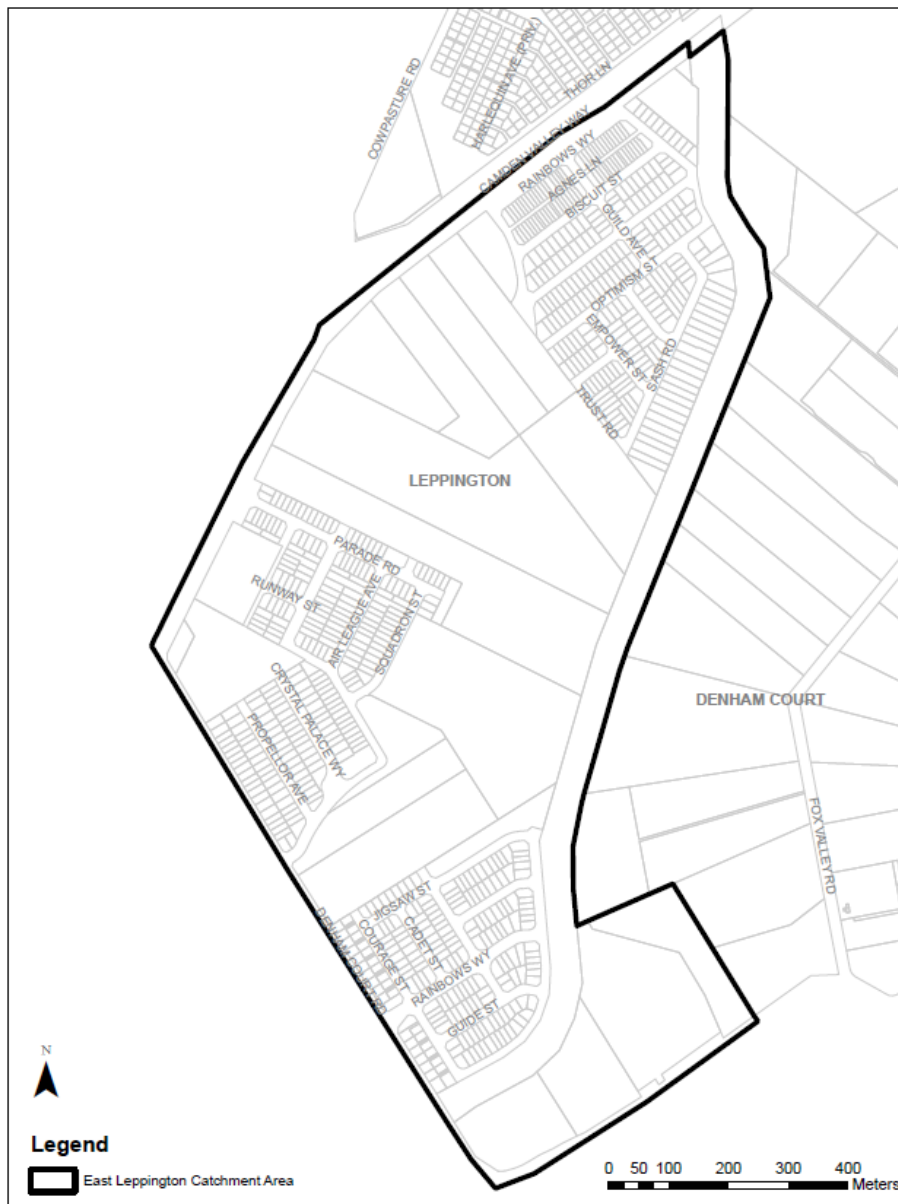 COWPASTURE RD
HARLEQUIN AVE (PRIV.)
THOR LN
CAMDEN VALLEY WAY
RAINBOWS WY
AGNES LN
BISCUIT ST
GUILD AVE
OPTIMISM ST
EMPOWER ST
SASH RD
TRUST RD
LEPPINGTON
PARADE RD
RUNWAY ST
AIR LEAGUE AVE
SQUADRON ST
CRYSTAL PALACE WY
PROPELLOR AVE
DENHAM COURT
FOX VALLEY RD
JIGSAW ST
CADET ST
COURAGE ST
DENHAM COURT RD
RAINBOWS WY
GUIDE ST
N
Legend
East Leppington Catchment Area
0 50 100 200 300 400
Meters